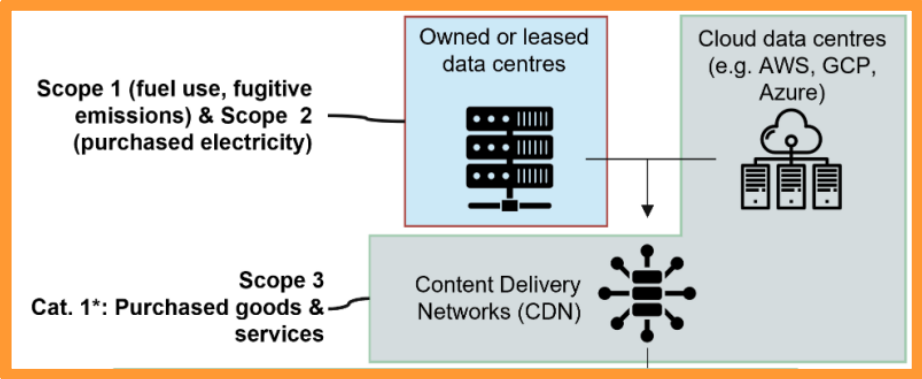 Owned or leased
data centres
Cloud data centres
(e.g. AWS, GCP,
Azure)
Scope 1 (fuel use, fugitive
emissions) & Scope 2
(purchased electricity)
Scope 3
Cat. 1*: Purchased goods &
services
Content Delivery
Networks (CDN)